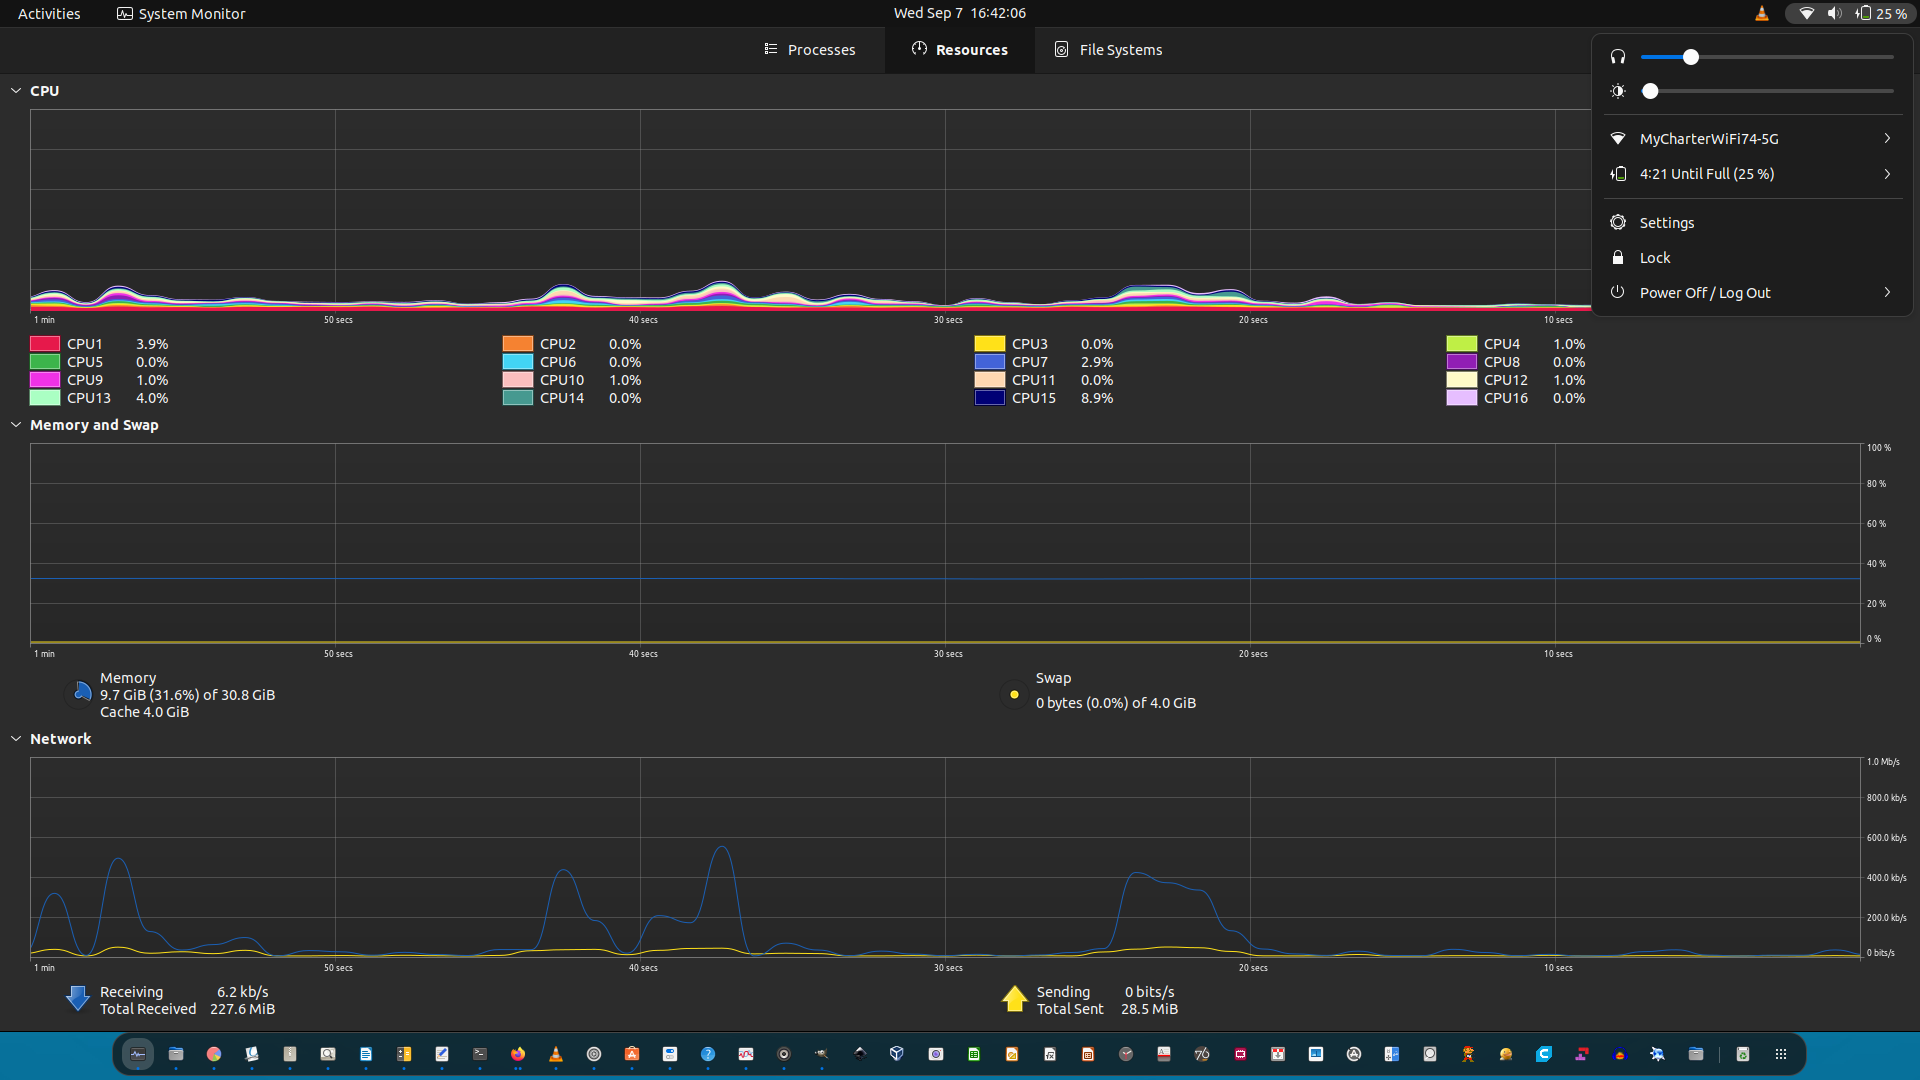 Activities System Monitor Wed Sep 7 16:42:06 25 %
Processes Resources File Systems
CPU
MyCharterWiFi74-5G
4:21 Until Full (25 %)
Settings
Lock
Power Off / Log Out
1 min 50 secs 40 secs 30 secs 20 secs 10 secs
CPU1 3.9% CPU2 0.0% CPU3 0.0% CPU4 1.0%
CPU5 0.0% CPU6 0.0% CPU7 2.9% CPU8 0.0%
CPU9 1.0% CPU10 1.0% CPU11 0.0% CPU12 1.0%
CPU13 4.0% CPU14 0.0% CPU15 8.9% CPU16 0.0%
Memory and Swap
100 %
80 %
60 %
40 %
20 %
0 %
1 min 50 secs 40 secs 30 secs 20 secs 10 secs
Memory
9.7 GiB (31.6%) of 30.8 GiB
Cache 4.0 GiB
Swap
0 bytes (0.0%) of 4.0 GiB
Network
1.0 Mb/s
800.0 kb/s
600.0 kb/s
400.0 kb/s
200.0 kb/s
0 bits/s
1 min 50 secs 40 secs 30 secs 20 secs 10 secs
Receiving 6.2 kb/s
Total Received 227.6 MiB
Sending 0 bits/s
Total Sent 28.5 MiB
76